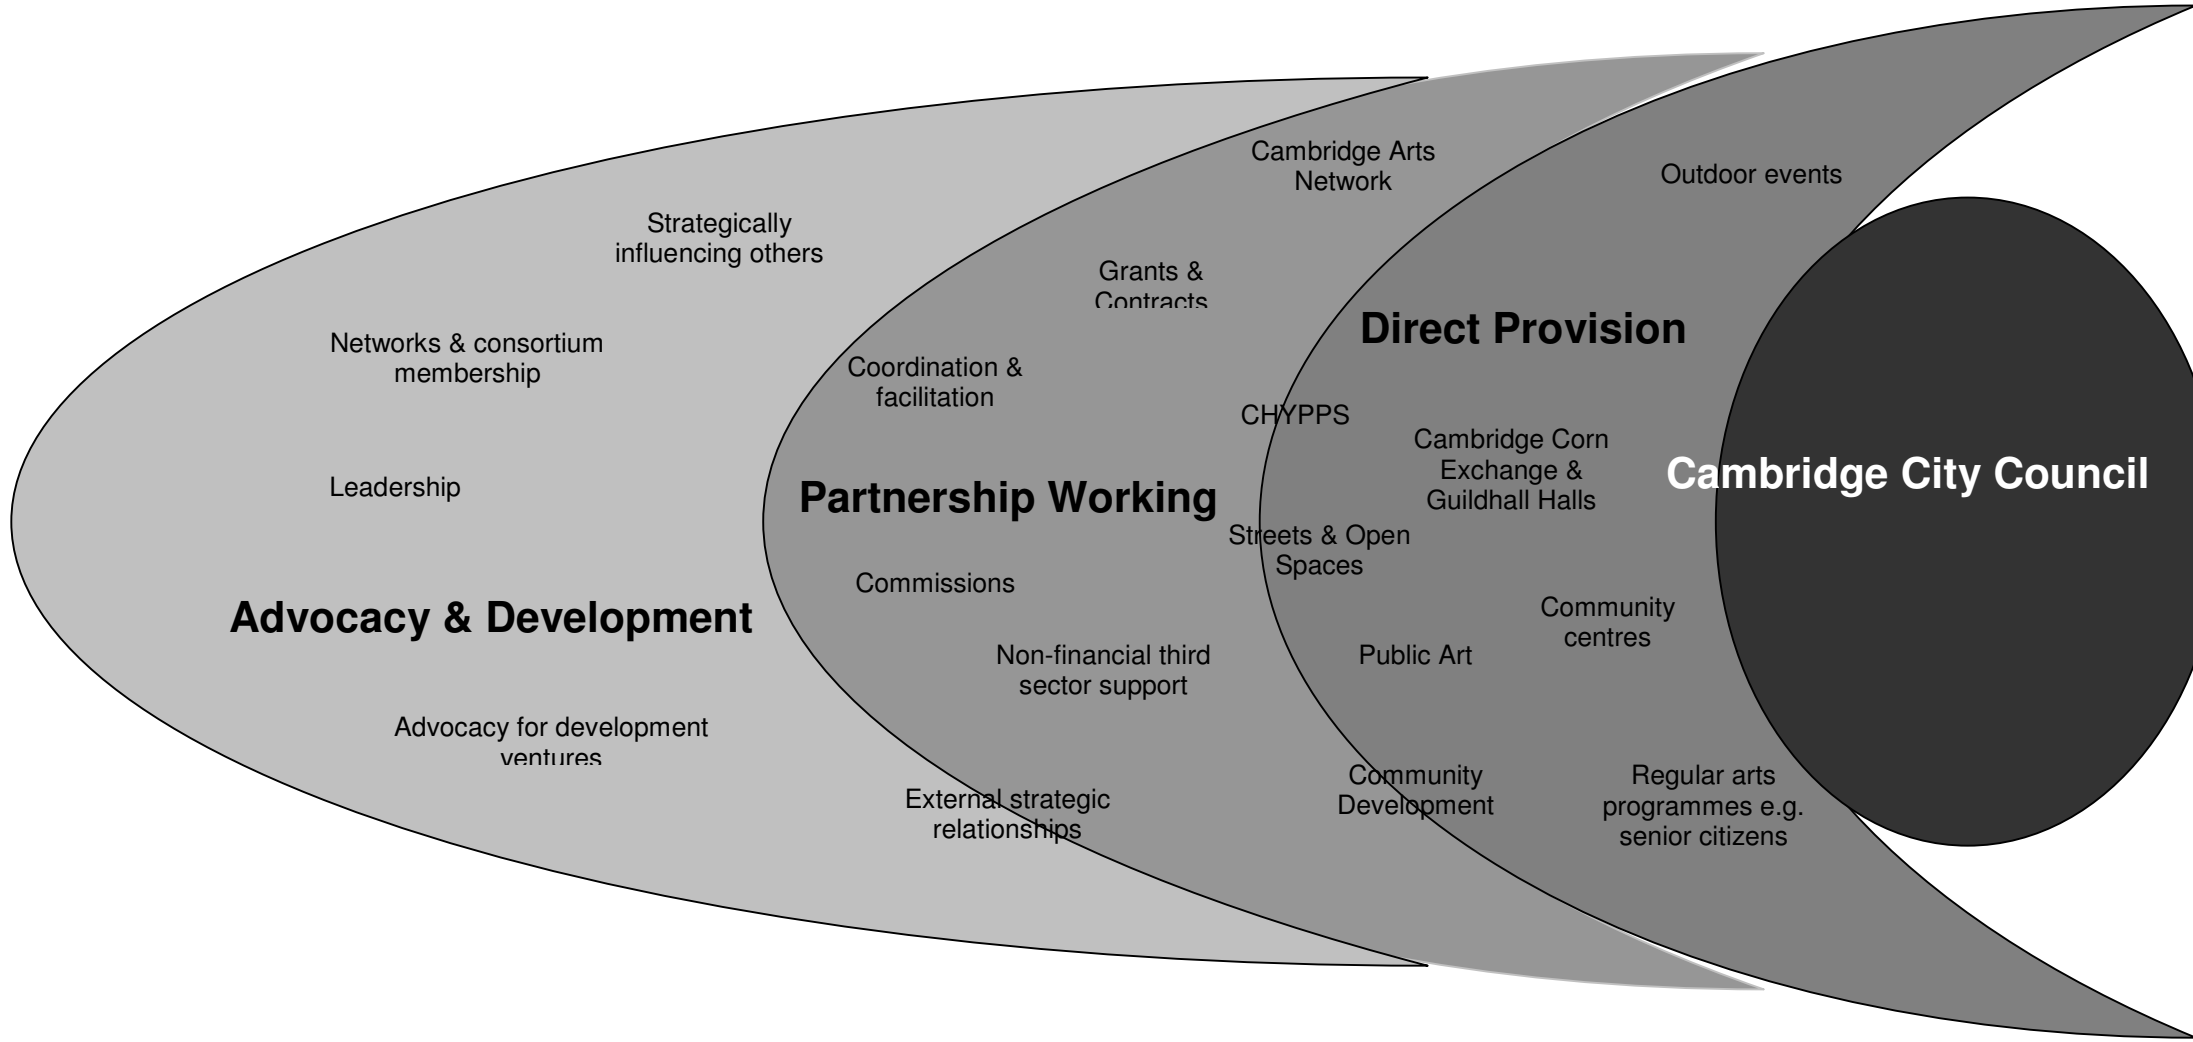 Cambridge Arts
Network
Outdoor events
Strategically
influencing others
Grants &
Contracts
Direct Provision
Networks & consortium
membership
Coordination &
facilitation
CHYPPS
Cambridge Corn
Exchange &
Guildhall Halls
Cambridge City Council
Leadership
Partnership Working
Streets & Open
Spaces
Commissions
Advocacy & Development
Community
centres
Non-financial third
sector support
Public Art
Advocacy for development
ventures
External strategic
relationships
Community
Development
Regular arts
programmes e.g.
senior citizens